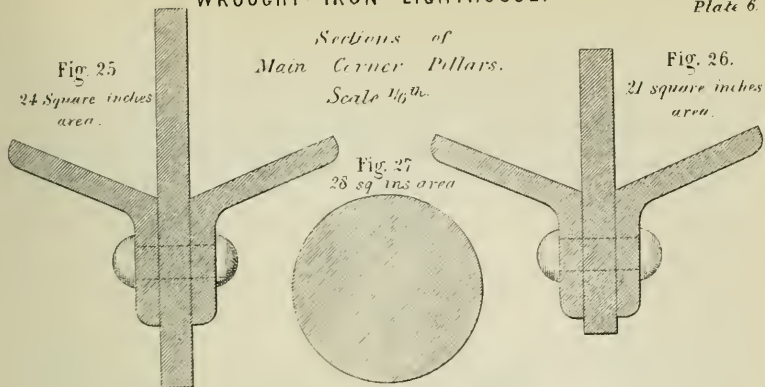 WROUGHT IRON LIGHTHOUSE.
Plate 6.
Sections of
Main Corner Pillars.
Scale 1/6th.
Fig. 25
24 Square inches
area.
Fig. 26.
21 square inches
area.
Fig. 27
28 sq ins area